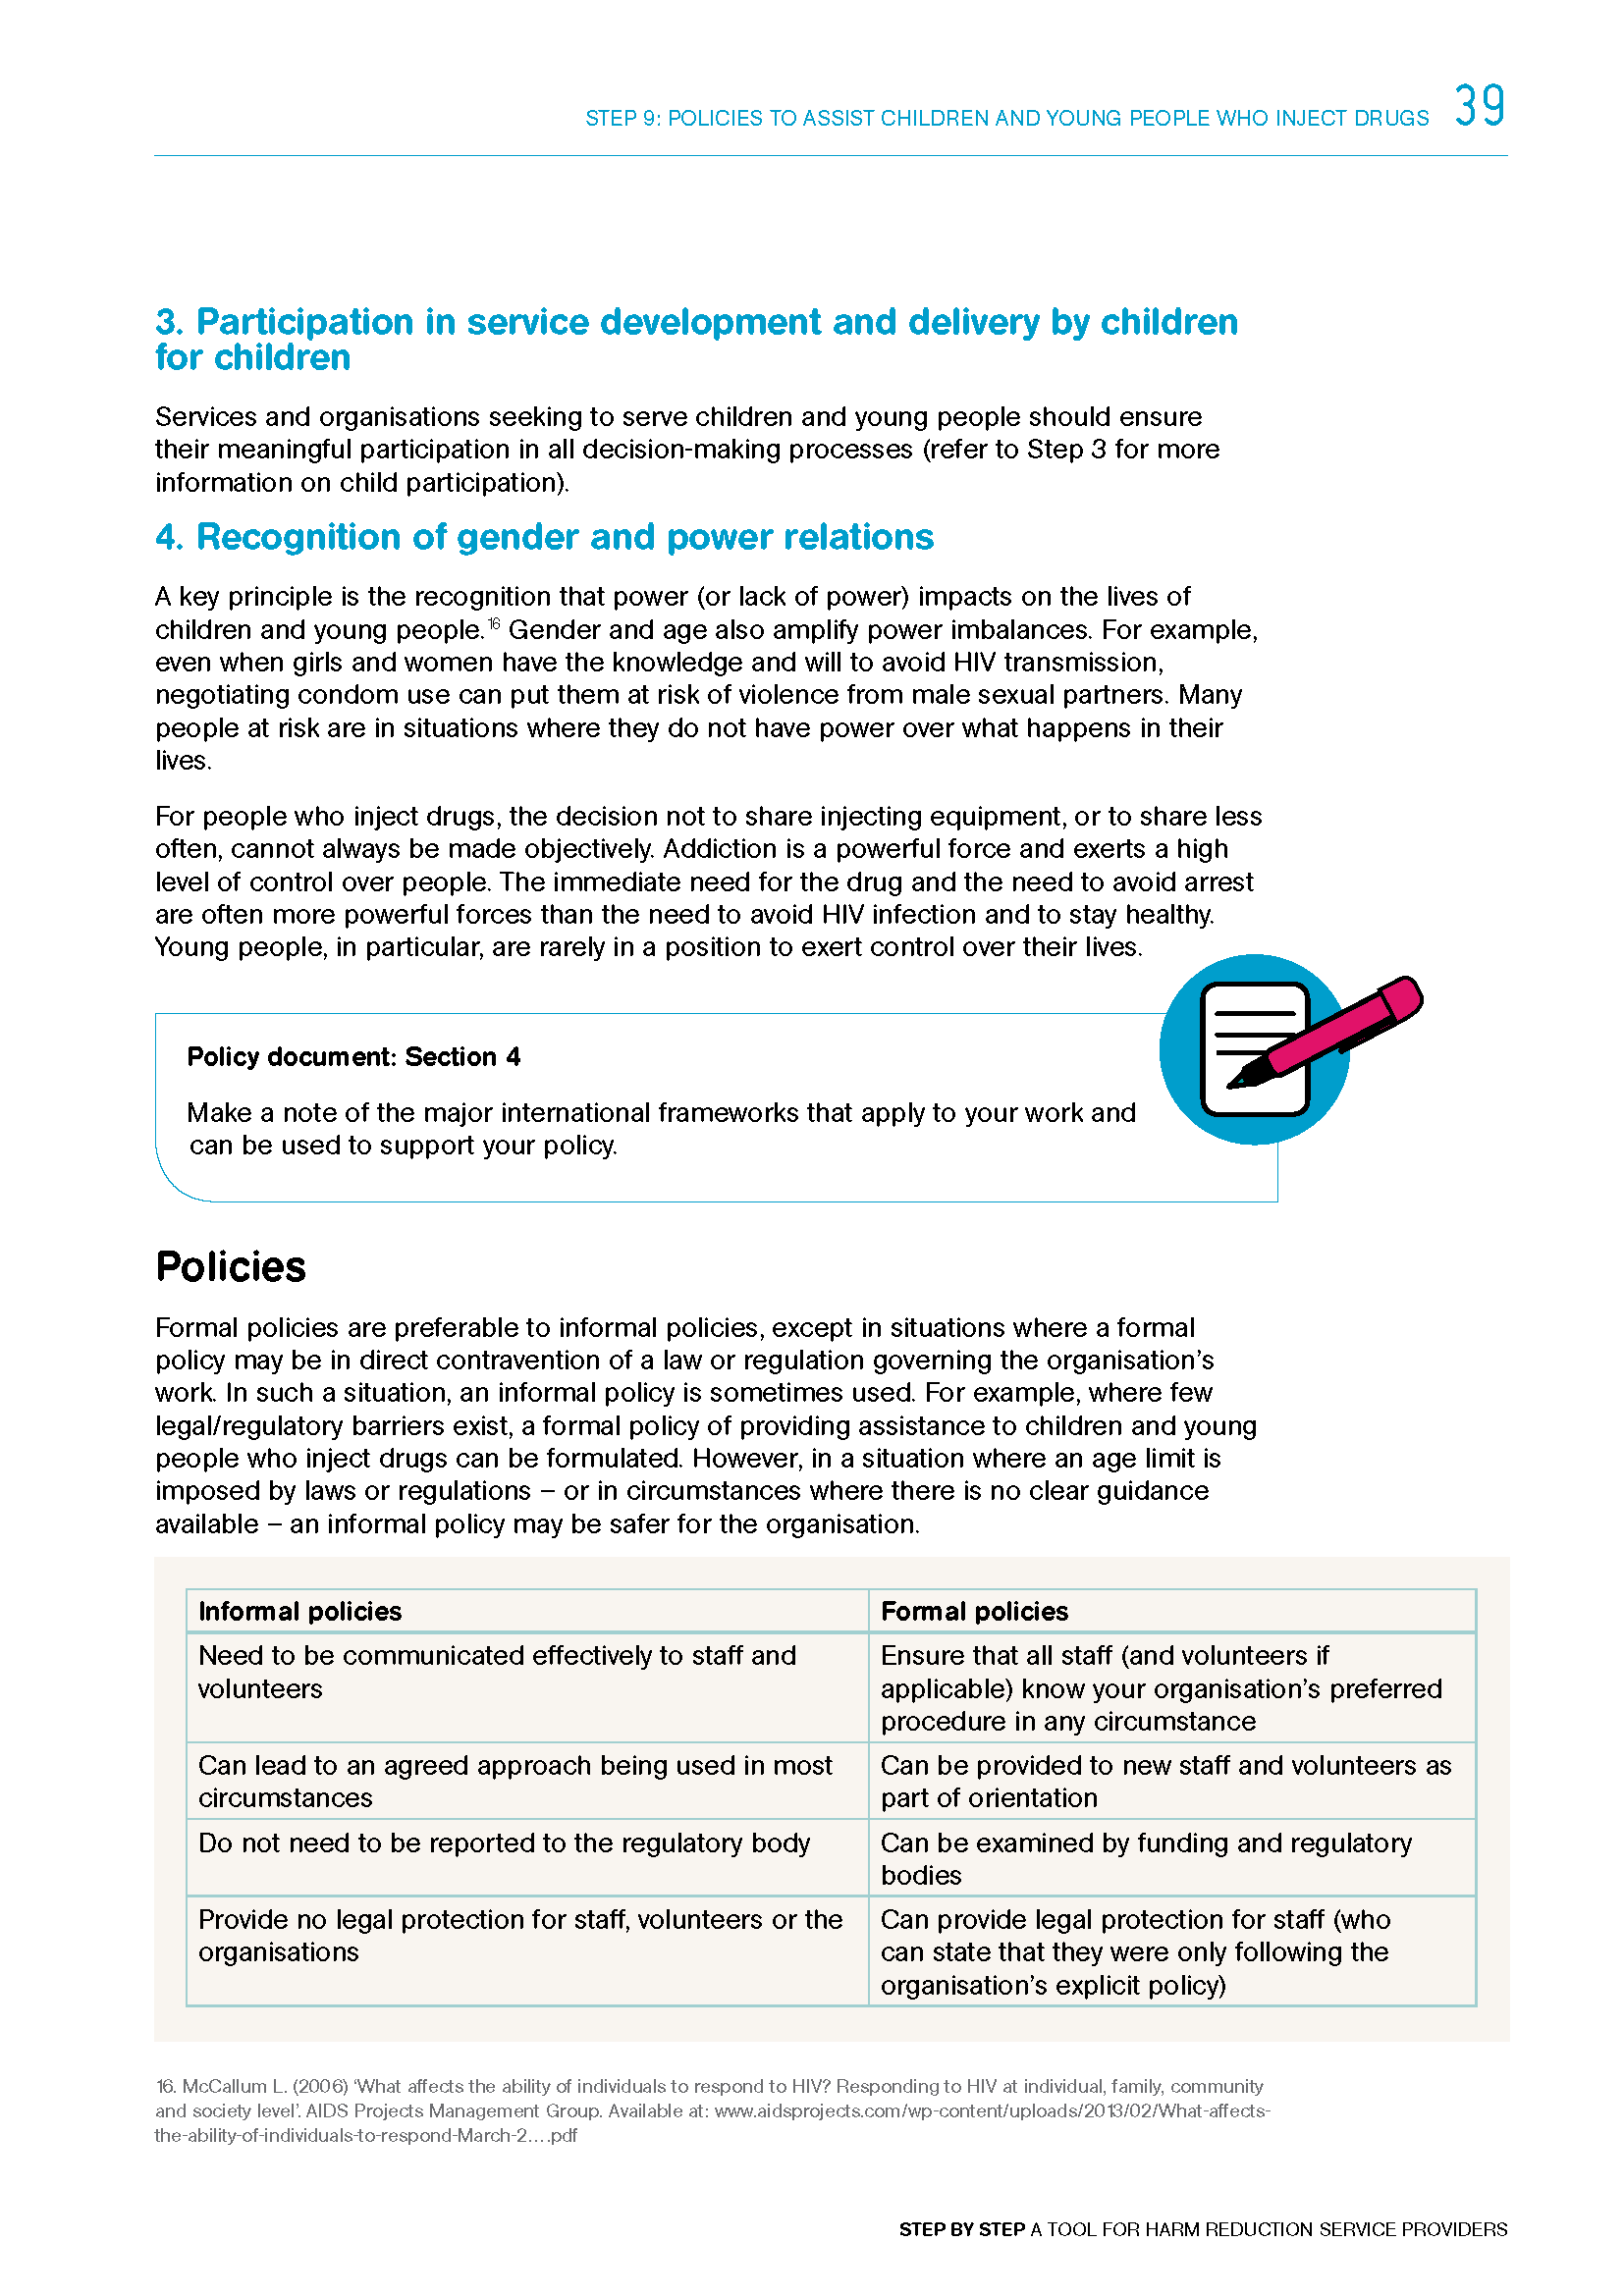 STEP 9: POLICIES TO ASSIST CHILDREN AND YOUNG PEOPLE WHO INJECT DRUGS 39
3. Participation in service development and delivery by children
for children
Services and organisations seeking to serve children and young people should ensure
their meaningful participation in all decision-making processes (refer to Step 3 for more
information on child participation).
4. Recognition of gender and power relations
A key principle is the recognition that power (or lack of power) impacts on the lives of
children and young people.16 Gender and age also amplify power imbalances. For example,
even when girls and women have the knowledge and will to avoid HIV transmission,
negotiating condom use can put them at risk of violence from male sexual partners. Many
people at risk are in situations where they do not have power over what happens in their
lives.
For people who inject drugs, the decision not to share injecting equipment, or to share less
often, cannot always be made objectively. Addiction is a powerful force and exerts a high
level of control over people. The immediate need for the drug and the need to avoid arrest
are often more powerful forces than the need to avoid HIV infection and to stay healthy.
Young people, in particular, are rarely in a position to exert control over their lives.
Policy document: Section 4
Make a note of the major international frameworks that apply to your work and
can be used to support your policy.
Policies
Formal policies are preferable to informal policies, except in situations where a formal
policy may be in direct contravention of a law or regulation governing the organisation's
work. In such a situation, an informal policy is sometimes used. For example, where few
legal/regulatory barriers exist, a formal policy of providing assistance to children and young
people who inject drugs can be formulated. However, in a situation where an age limit is
imposed by laws or regulations – or in circumstances where there is no clear guidance
available – an informal policy may be safer for the organisation.
Informal policies
Formal policies
Need to be communicated effectively to staff and
volunteers
Ensure that all staff (and volunteers if
applicable) know your organisation's preferred
procedure in any circumstance
Can lead to an agreed approach being used in most
circumstances
Can be provided to new staff and volunteers as
part of orientation
Do not need to be reported to the regulatory body
Can be examined by funding and regulatory
bodies
Provide no legal protection for staff, volunteers or the
organisations
Can provide legal protection for staff (who
can state that they were only following the
organisation's explicit policy)
16. McCallum L. (2006) 'What affects the ability of individuals to respond to HIV? Responding to HIV at individual, family, community
and society level'. AIDS Projects Management Group. Available at: www.aidsprojects.com/wp-content/uploads/2013/02/What-affects-
the-ability-of-individuals-to-respond-March-2….pdf
STEP BY STEP A TOOL FOR HARM REDUCTION SERVICE PROVIDERS